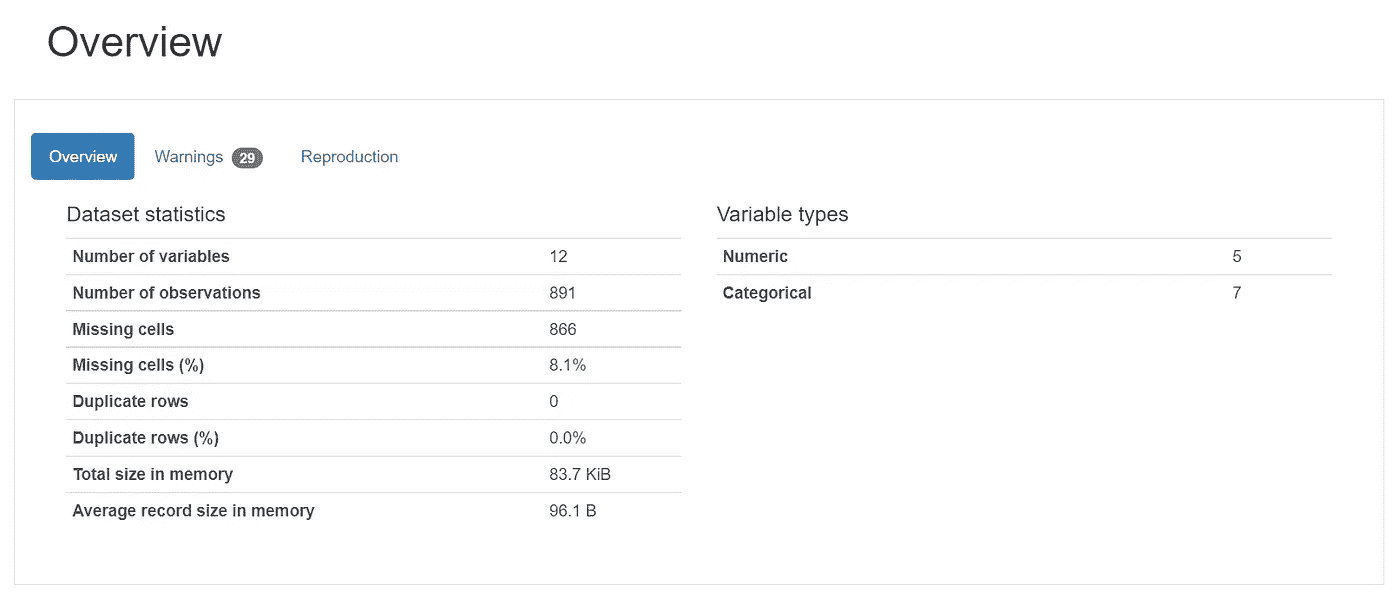 Overview
Overview Warnings 29 Reproduction
Dataset statistics
Number of variables 12
Number of observations 891
Missing cells 866
Missing cells (%) 8.1%
Duplicate rows 0
Duplicate rows (%) 0.0%
Total size in memory 83.7 KiB
Average record size in memory 96.1 B
Variable types
Numeric 5
Categorical 7